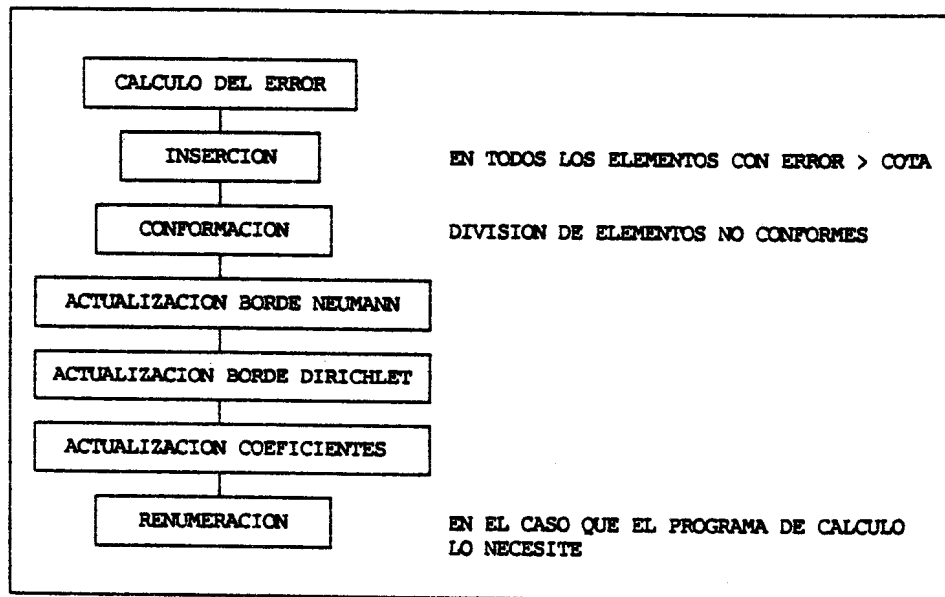 CALCULO DEL ERROR
INSERCION
EN TODOS LOS ELEMENTOS CON ERROR > COTA
CONFORMACION
DIVISION DE ELEMENTOS NO CONFORMES
ACTUALIZACION BORDE NEUMANN
ACTUALIZACION BORDE DIRICHLET
ACTUALIZACION COEFICIENTES
RENUMERACION
EN EL CASO QUE EL PROGRAMA DE CALCULO
LO NECESITE